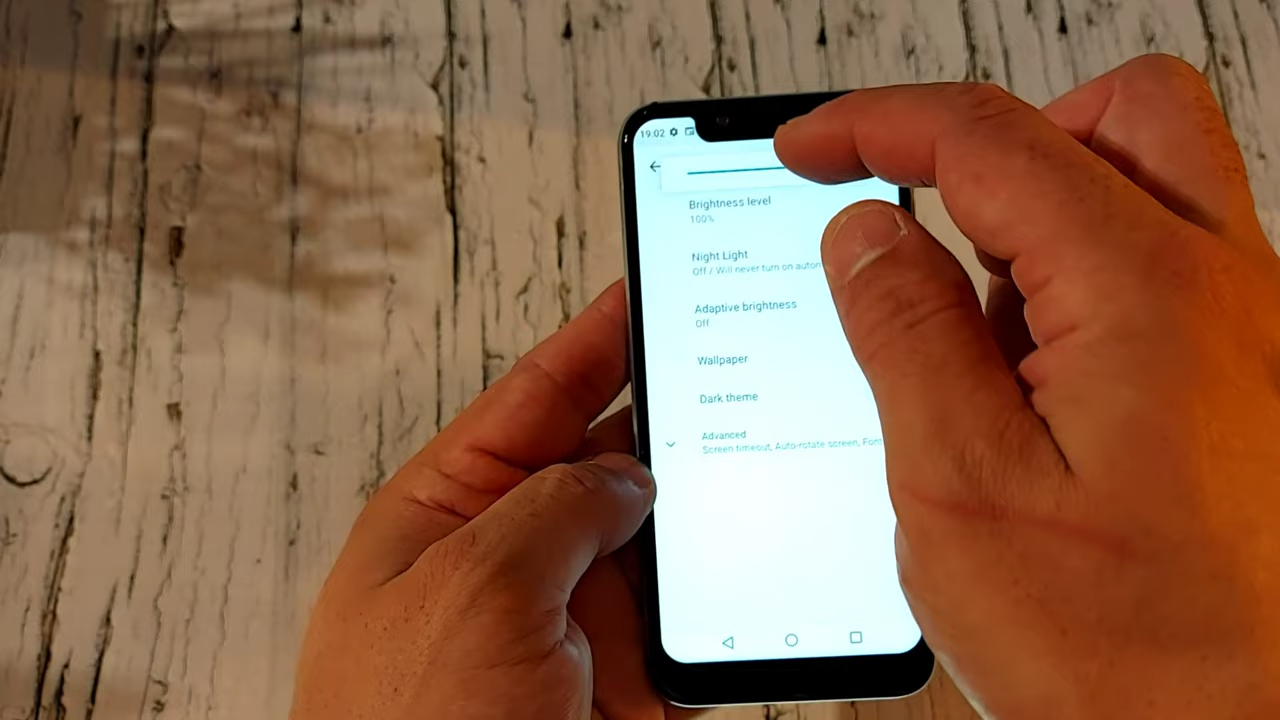 19:02
Brightness level
100%
Night Light
Off / Will never turn on
Adaptive brightness
Off
Wallpaper
Dark theme
Advanced
Screen timeout, Auto-rotate screen, Font